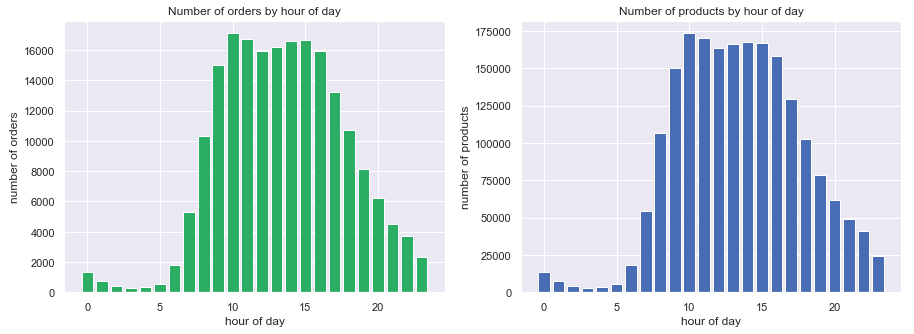 Number of orders by hour of day
number of orders
16000
14000
12000
10000
8000
6000
4000
2000
0
0 5 10 15 20
hour of day
Number of products by hour of day
number of products
175000
150000
125000
100000
75000
50000
25000
0
0 5 10 15 20
hour of day